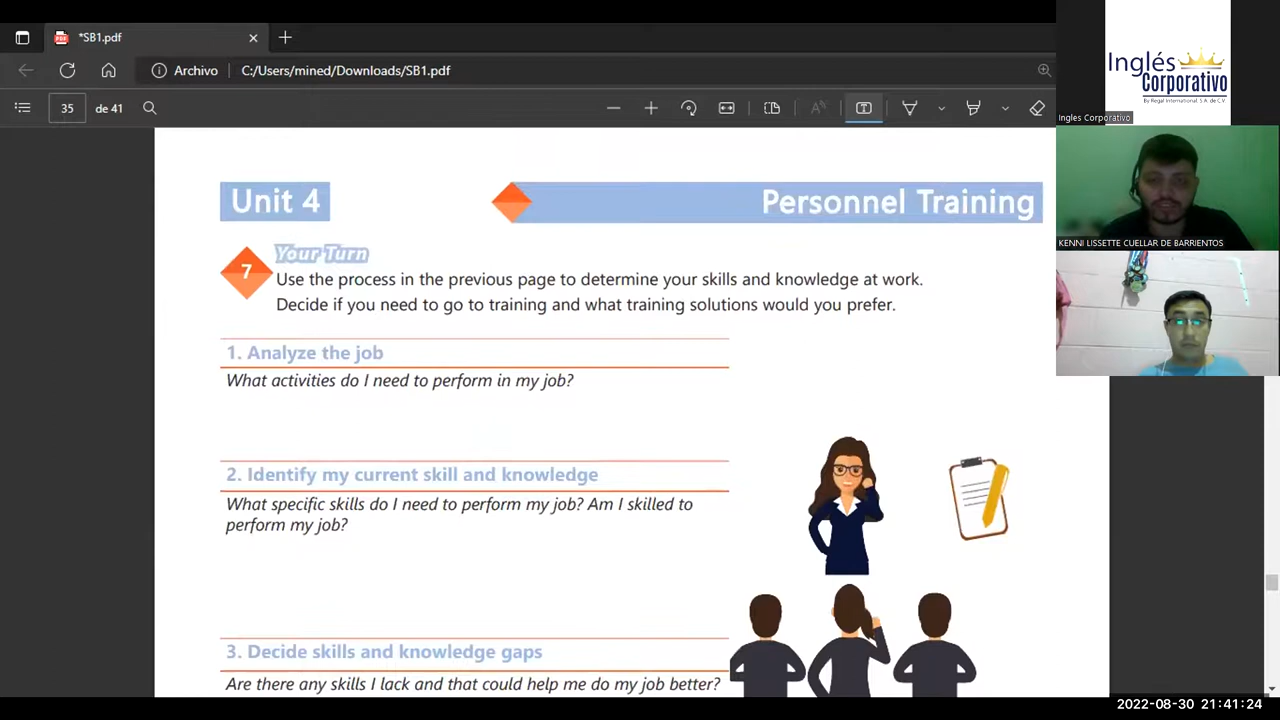 *SB1.pdf
Archivo
C:/Users/mined/Downloads/SB1.pdf
35
de 41
Inglés
Corporativo
By Regal International S.A. de C.V
Ingles Corporativo
KENNI LISSETTE CUELLAR DE BARRIENTOS
Unit 4
Personnel Training
7
Your Turn
Use the process in the previous page to determine your skills and knowledge at work.
Decide if you need to go to training and what training solutions would you prefer.
1. Analyze the job
What activities do I need to perform in my job?
2. Identify my current skill and knowledge
What specific skills do I need to perform my job? Am I skilled to
perform my job?
3. Decide skills and knowledge gaps
Are there any skills I lack and that could help me do my job better?
2022-08-30 21:41:24